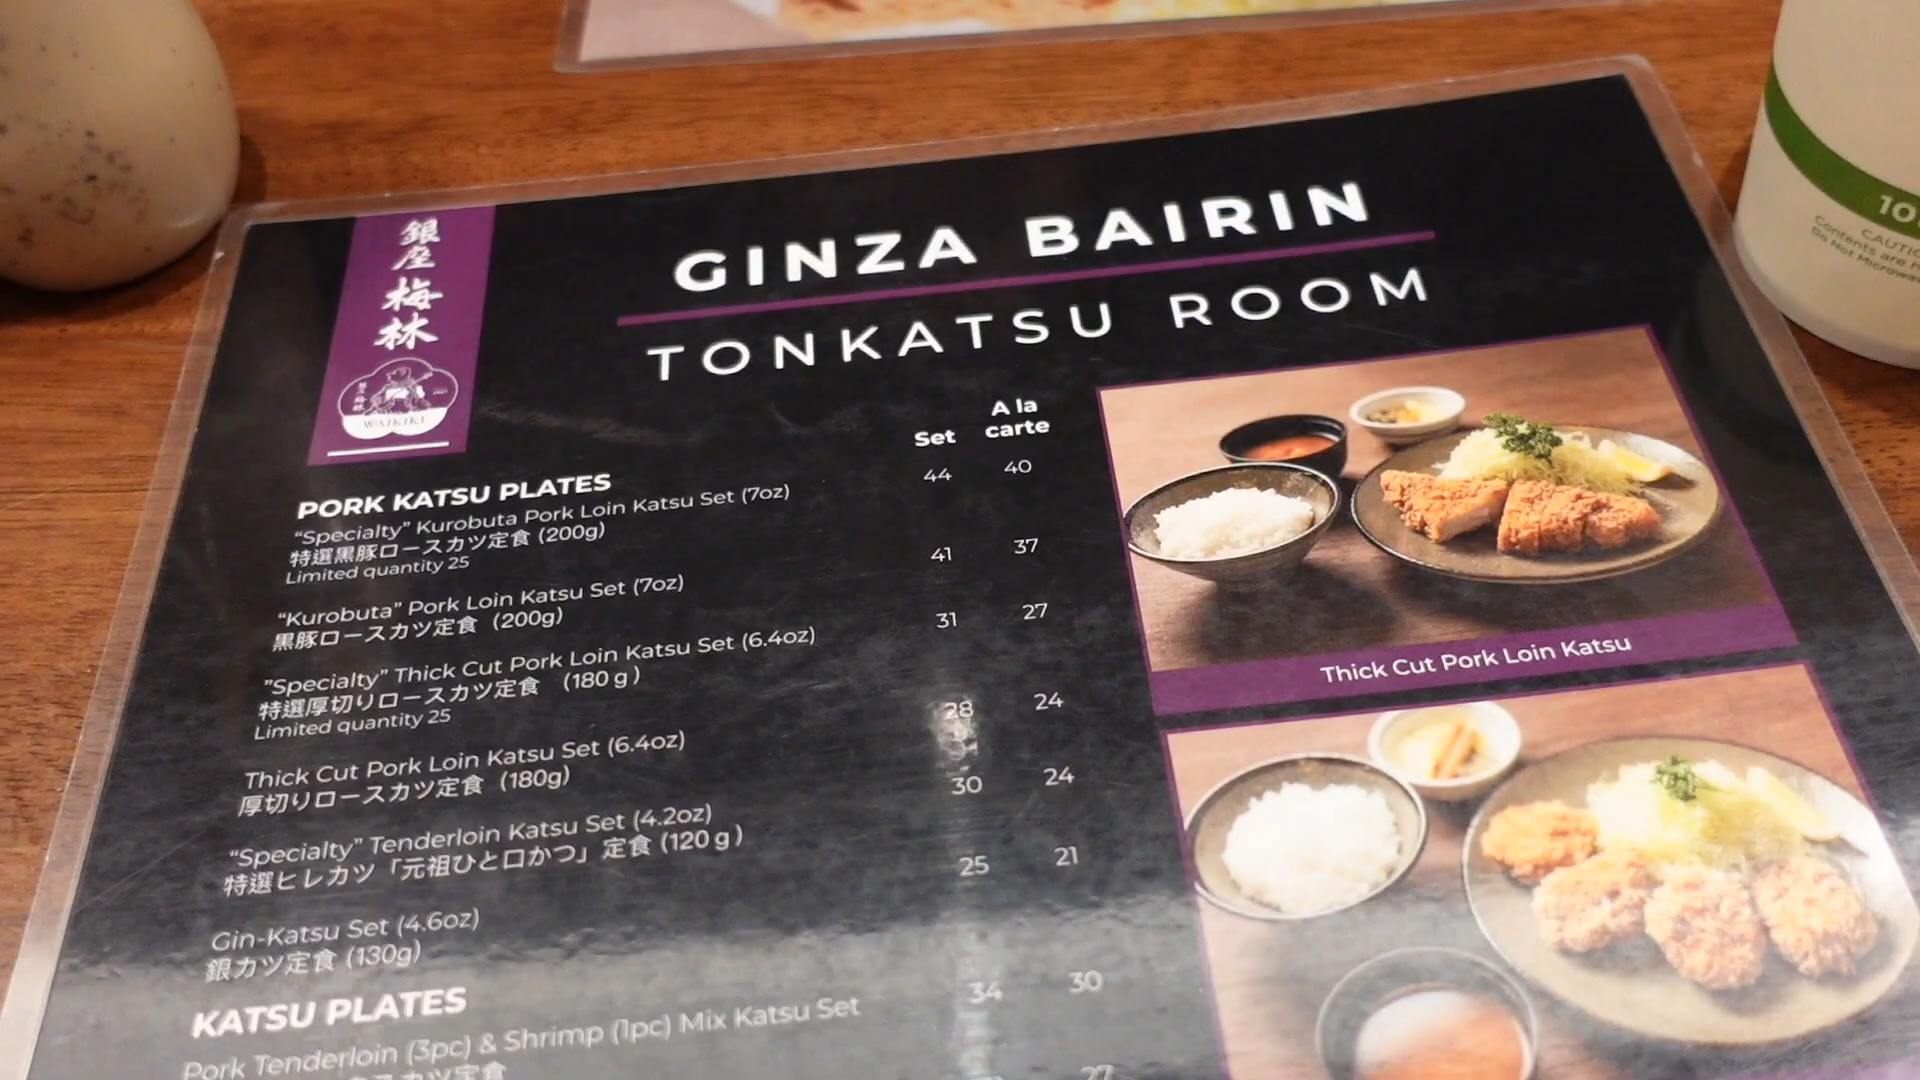 銀座梅林
WAIKIKI
GINZA BAIRIN
TONKATSU ROOM
Set
A la
carte
PORK KATSU PLATES
“Specialty” Kurobuta Pork Loin Katsu Set (7oz) 44 40
特選黒豚ロースカツ定食 (200g)
Limited quantity 25
“Kurobuta” Pork Loin Katsu Set (7oz) 41 37
黒豚ロースカツ定食 (200g)
”Specialty” Thick Cut Pork Loin Katsu Set (6.4oz) 31 27
特選厚切りロースカツ定食 (180g)
Limited quantity 25
Thick Cut Pork Loin Katsu Set (6.4oz) 28 24
厚切りロースカツ定食 (180g)
“Specialty” Tenderloin Katsu Set (4.2oz) 30 24
特選ヒレカツ「元祖ひと口かつ」定食 (120g)
Gin-Katsu Set (4.6oz) 25 21
銀カツ定食 (130g)
KATSU PLATES
Pork Tenderloin (3pc) & Shrimp (1pc) Mix Katsu Set 34 30
27
Thick Cut Pork Loin Katsu
10
Contents are
Do Not